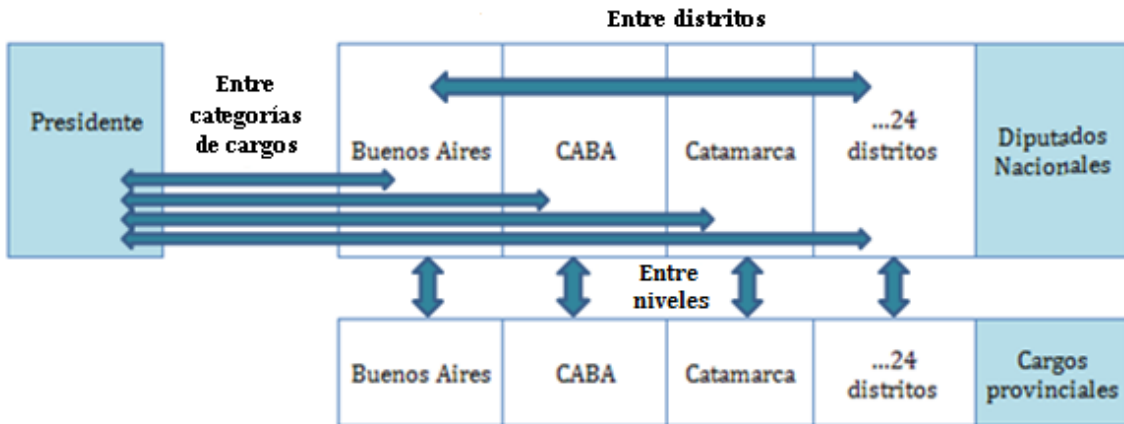 Entre distritos
Presidente
Entre
categorías
de cargos
Buenos Aires
CABA
Catamarca
...24
distritos
Diputados
Nacionales
Entre
niveles
Buenos Aires
CABA
Catamarca
...24
distritos
Cargos
provinciales